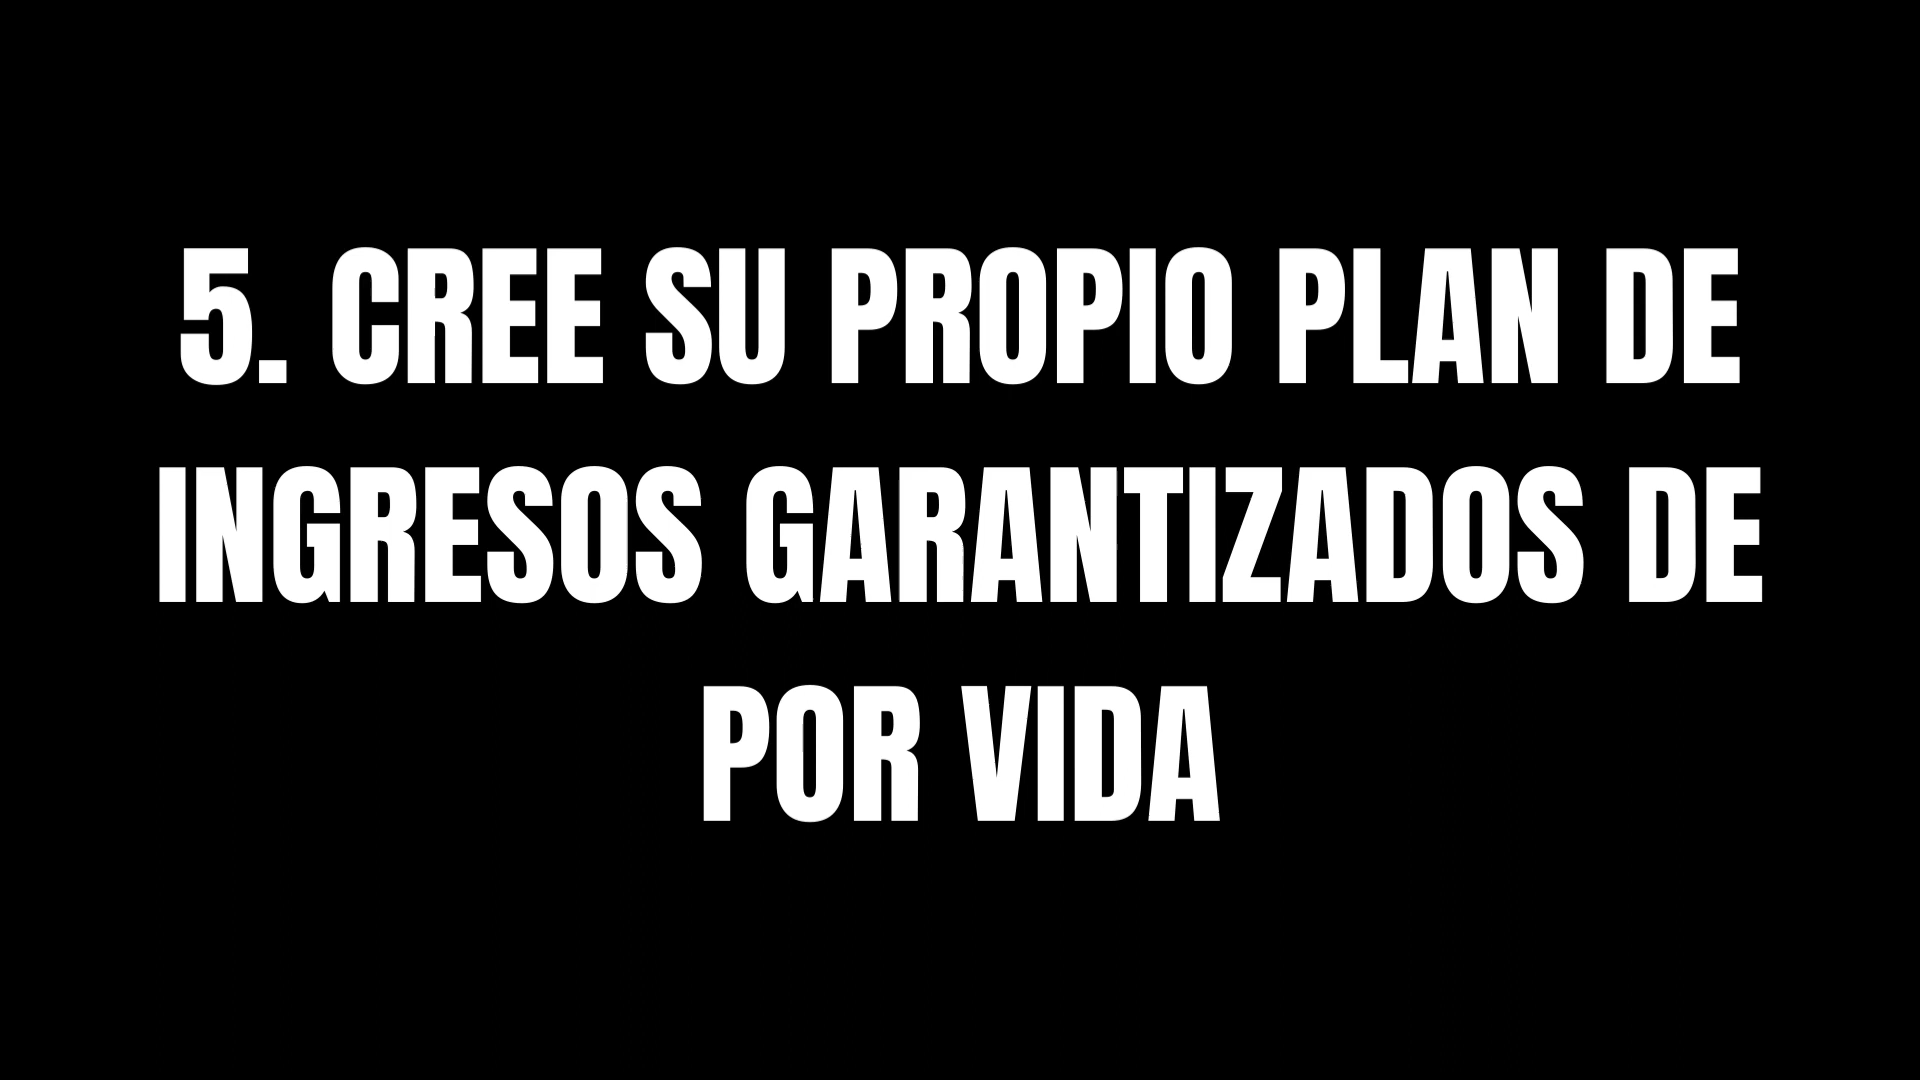 5. CREE SU PROPIO PLAN DE
INGRESOS GARANTIZADOS DE
POR VIDA